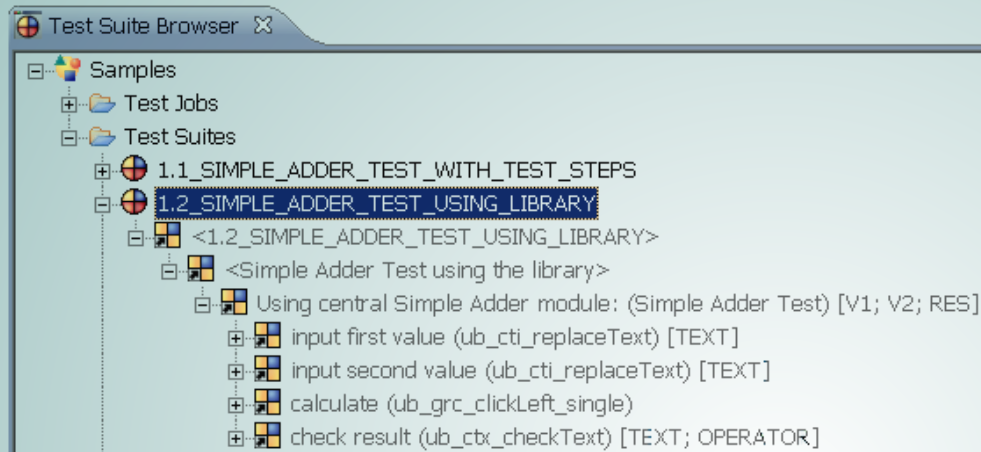 Test Suite Browser
Samples
Test Jobs
Test Suites
1.1_SIMPLE_ADDER_TEST_WITH_TEST_STEPS
1.2_SIMPLE_ADDER_TEST_USING_LIBRARY
<1.2_SIMPLE_ADDER_TEST_USING_LIBRARY>
<Simple Adder Test using the library>
Using central Simple Adder module: (Simple Adder Test) [V1; V2; RES]
input first value (ub_cti_replaceText) [TEXT]
input second value (ub_cti_replaceText) [TEXT]
calculate (ub_grc_clickLeft_single)
check result (ub_ctx_checkText) [TEXT; OPERATOR]